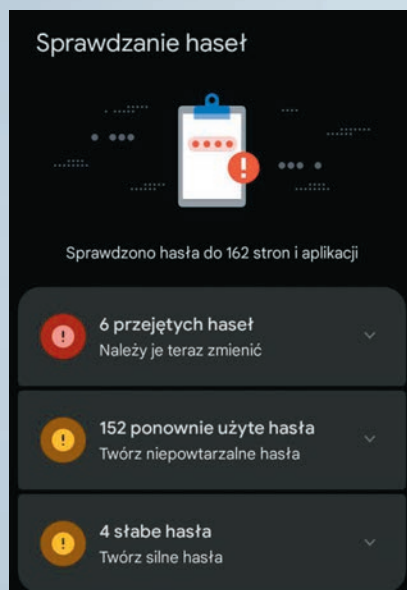 Sprawdzanie haseł
Sprawdzono hasła do 162 stron i aplikacji
6 przejętych haseł
Należy je teraz zmienić
152 ponownie użyte hasła
Twórz niepowtarzalne hasła
4 słabe hasła
Twórz silne hasła